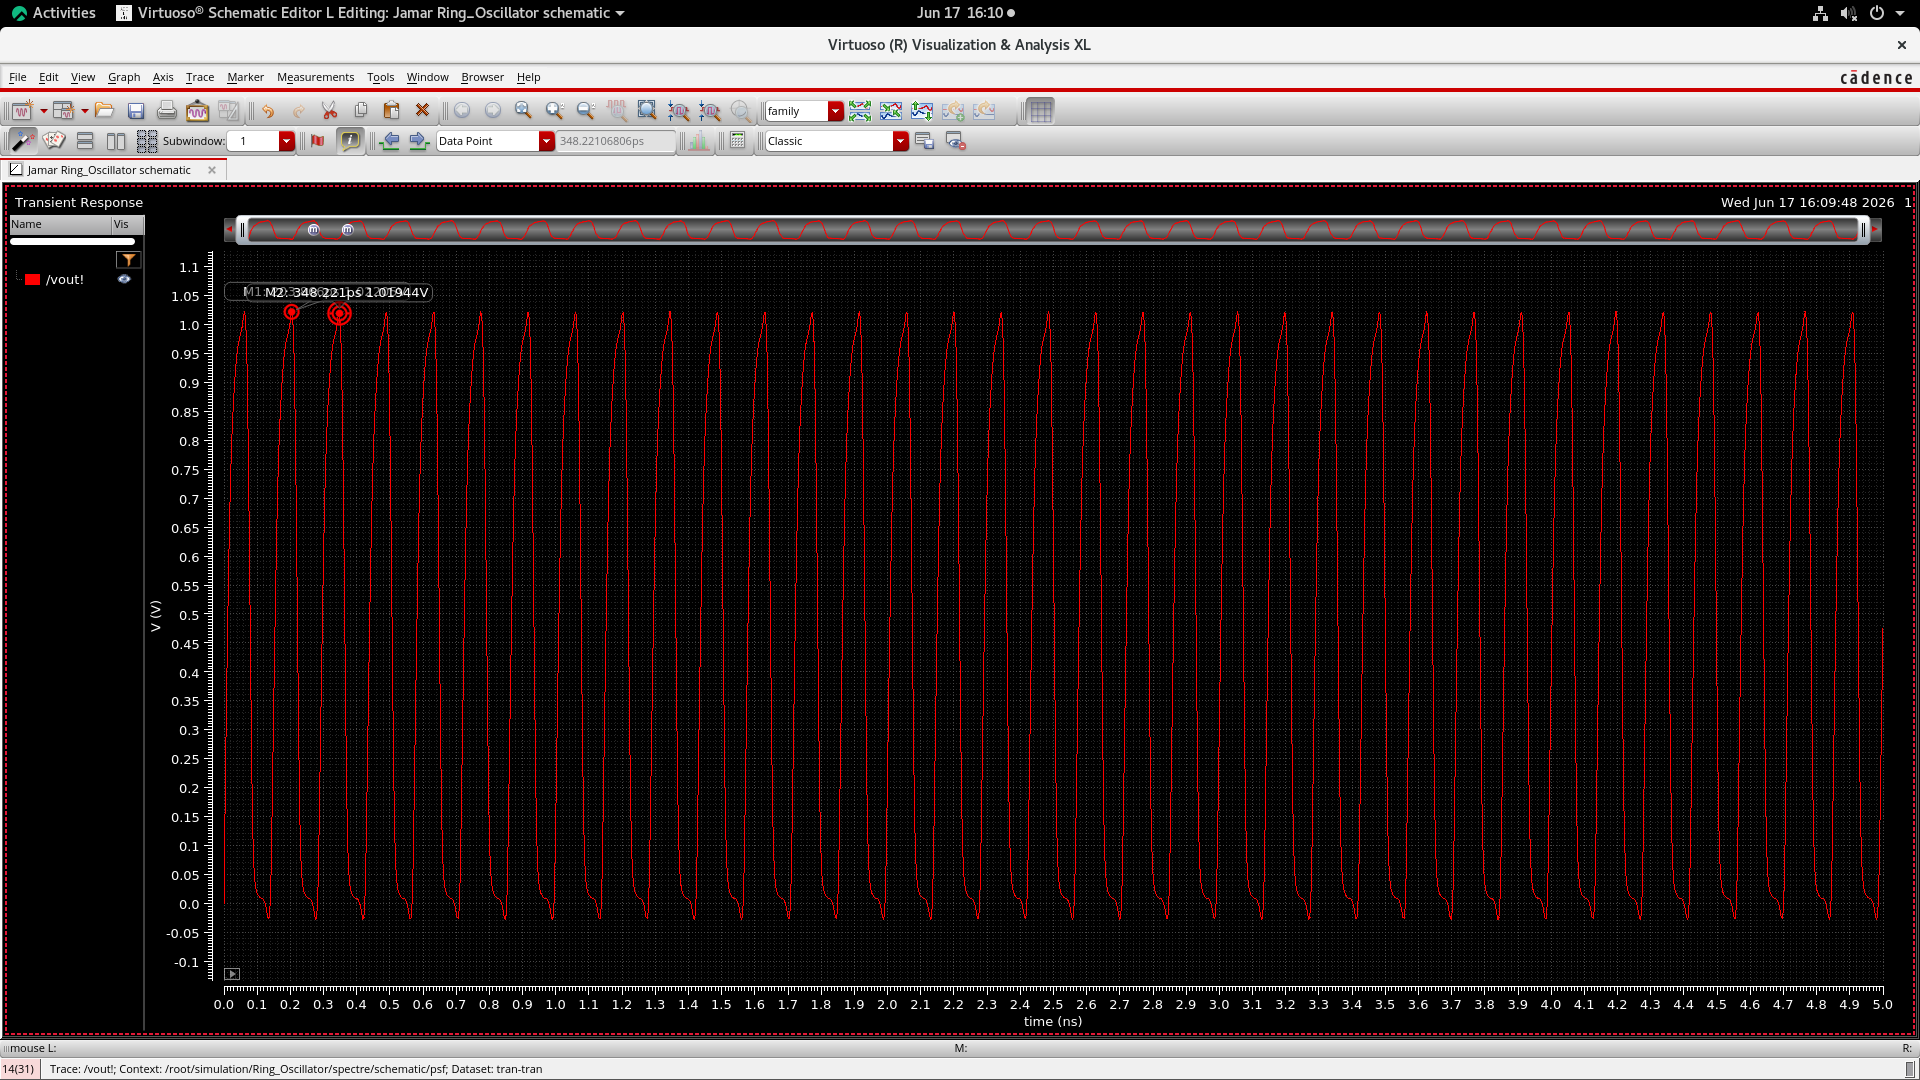 Activities Virtuoso® Schematic Editor L Editing: Jamar Ring_Oscillator schematic Jun 17 16:10
Virtuoso (R) Visualization & Analysis XL
File Edit View Graph Axis Trace Marker Measurements Tools Window Browser Help cādence
family
Subwindow: 1 Data Point 348.22106806ps Classic
Jamar Ring_Oscillator schematic
Transient Response Wed Jun 17 16:09:48 2026 1
Name Vis
/vout!
M2: 348.221ps 1.01944V
1.1
1.05
1.0
0.95
0.9
0.85
0.8
0.75
0.7
0.65
0.6
0.55
0.5
0.45
0.4
0.35
0.3
0.25
0.2
0.15
0.1
0.05
0.0
-0.05
-0.1
V (V)
0.0 0.1 0.2 0.3 0.4 0.5 0.6 0.7 0.8 0.9 1.0 1.1 1.2 1.3 1.4 1.5 1.6 1.7 1.8 1.9 2.0 2.1 2.2 2.3 2.4 2.5 2.6 2.7 2.8 2.9 3.0 3.1 3.2 3.3 3.4 3.5 3.6 3.7 3.8 3.9 4.0 4.1 4.2 4.3 4.4 4.5 4.6 4.7 4.8 4.9 5.0
time (ns)
mouse L: M: R:
14(31) Trace: /vout!; Context: /root/simulation/Ring_Oscillator/spectre/schematic/psf; Dataset: tran-tran